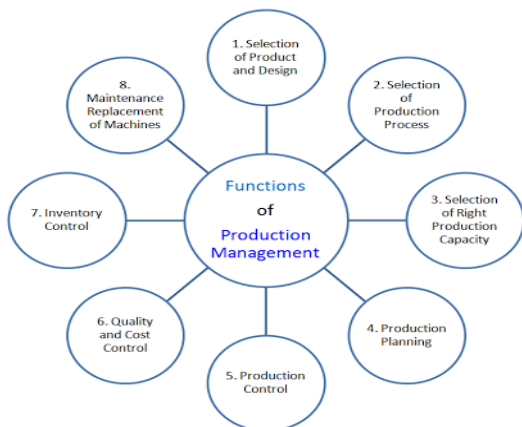 1. Selection
of Product
and Design
2. Selection
of
Production
Process
3. Selection
of Right
Production
Capacity
4. Production
Planning
5. Production
Control
6. Quality
and Cost
Control
7. Inventory
Control
8.
Maintenance
Replacement
of Machines
Functions
of
Production
Management